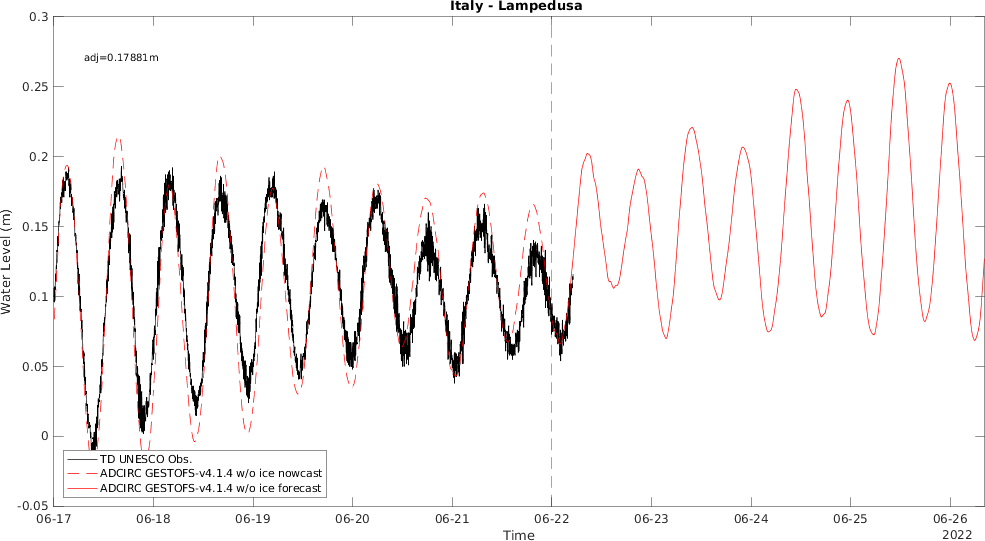 Italy - Lampedusa
adj=0.17881m
0.3
0.25
0.2
0.15
0.1
0.05
0
-0.05
Water Level (m)
TD UNESCO Obs.
ADCIRC GESTOFS-v4.1.4 w/o ice nowcast
ADCIRC GESTOFS-v4.1.4 w/o ice forecast
06-17 06-18 06-19 06-20 06-21 06-22 06-23 06-24 06-25 06-26
Time
2022